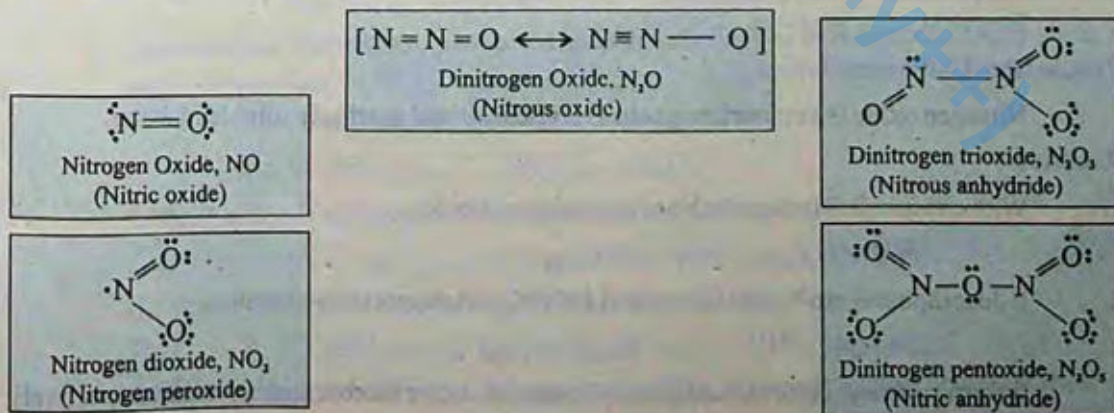 [ N = N = O ⟷ N ≡ N — O ]
Dinitrogen Oxide, N₂O
(Nitrous oxide)
N = O
Nitrogen Oxide, NO
(Nitric oxide)
N — N
O
O
O
Dinitrogen trioxide, N₂O₃
(Nitrous anhydride)
O
·N
O
Nitrogen dioxide, NO₂
(Nitrogen peroxide)
O
O
N – O – N
O
O
Dinitrogen pentoxide, N₂O₅
(Nitric anhydride)